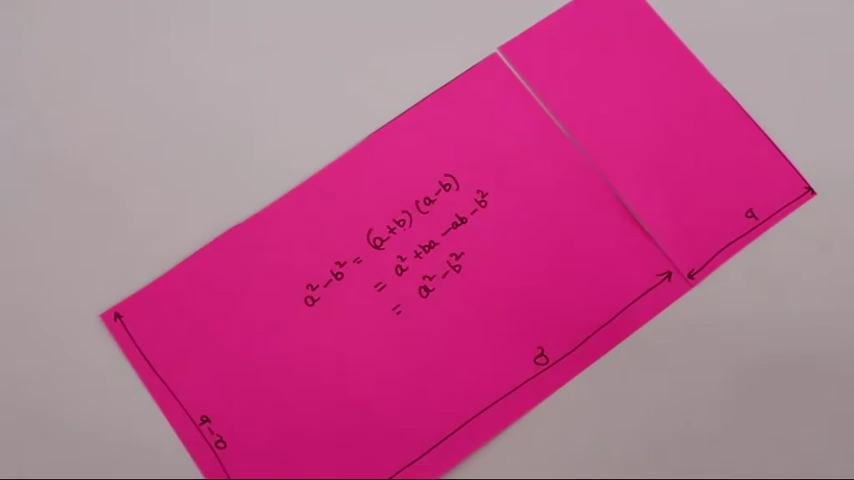 a²-b² = (a+b)(a-b)
= a²+ba-ab-b²
= a²-b²
a-b
a
b